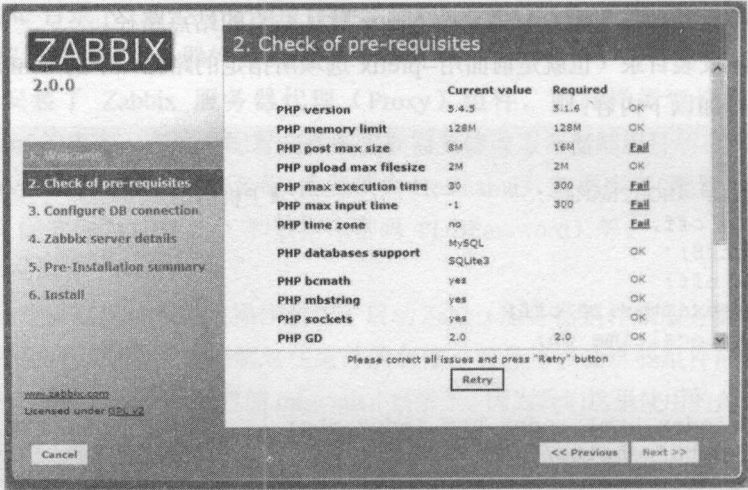 ZABBIX
2.0.0
2. Check of pre-requisites
1. Welcome
2. Check of pre-requisites
3. Configure DB connection
4. Zabbix server details
5. Pre-Installation summary
6. Install
Current value Required
PHP version 5.4.5 5.1.6 OK
PHP memory limit 128M 128M OK
PHP post max size 8M 16M Fail
PHP upload max filesize 2M 2M OK
PHP max execution time 30 300 Fail
PHP max input time -1 300 Fail
PHP time zone no Fail
PHP databases support MySQL
SQLite3 OK
PHP bcmath yes OK
PHP mbstring yes OK
PHP sockets yes OK
PHP GD 2.0 2.0 OK
Please correct all issues and press "Retry" button
Retry
www.zabbix.com
Licensed under GPL v2
Cancel
<< Previous Next >>